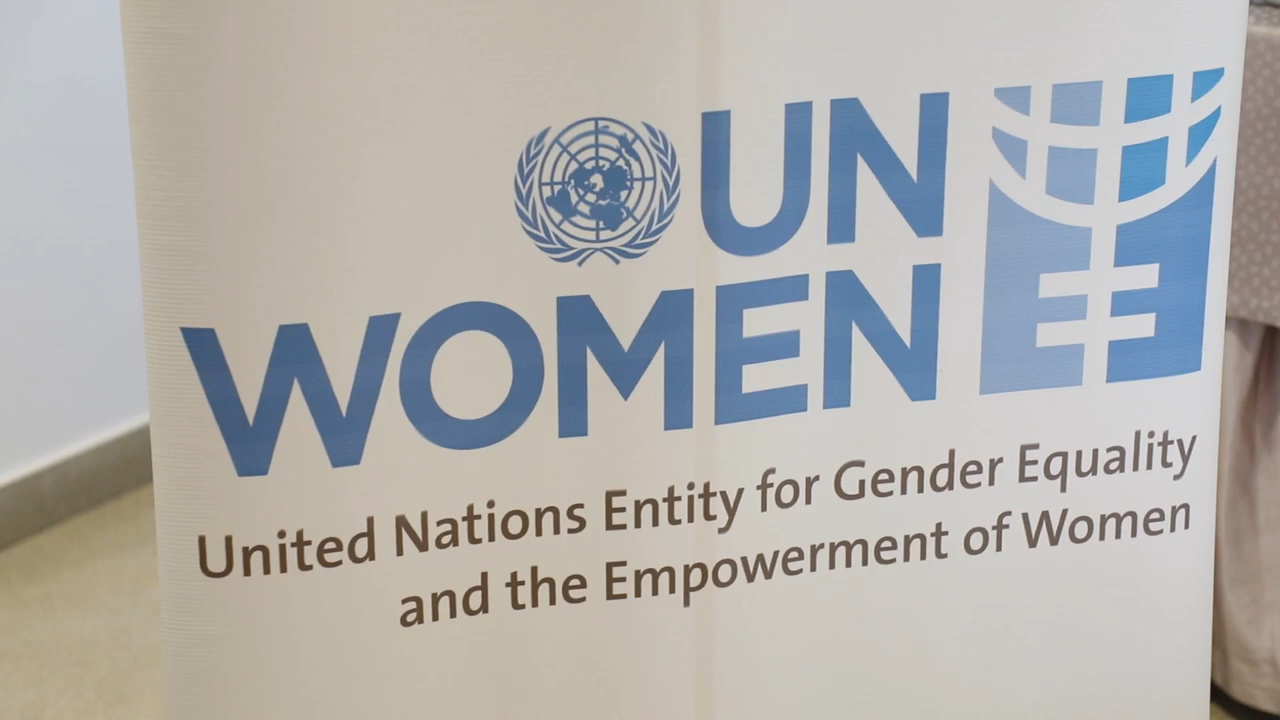 UN
WOMEN
United Nations Entity for Gender Equality
and the Empowerment of Women